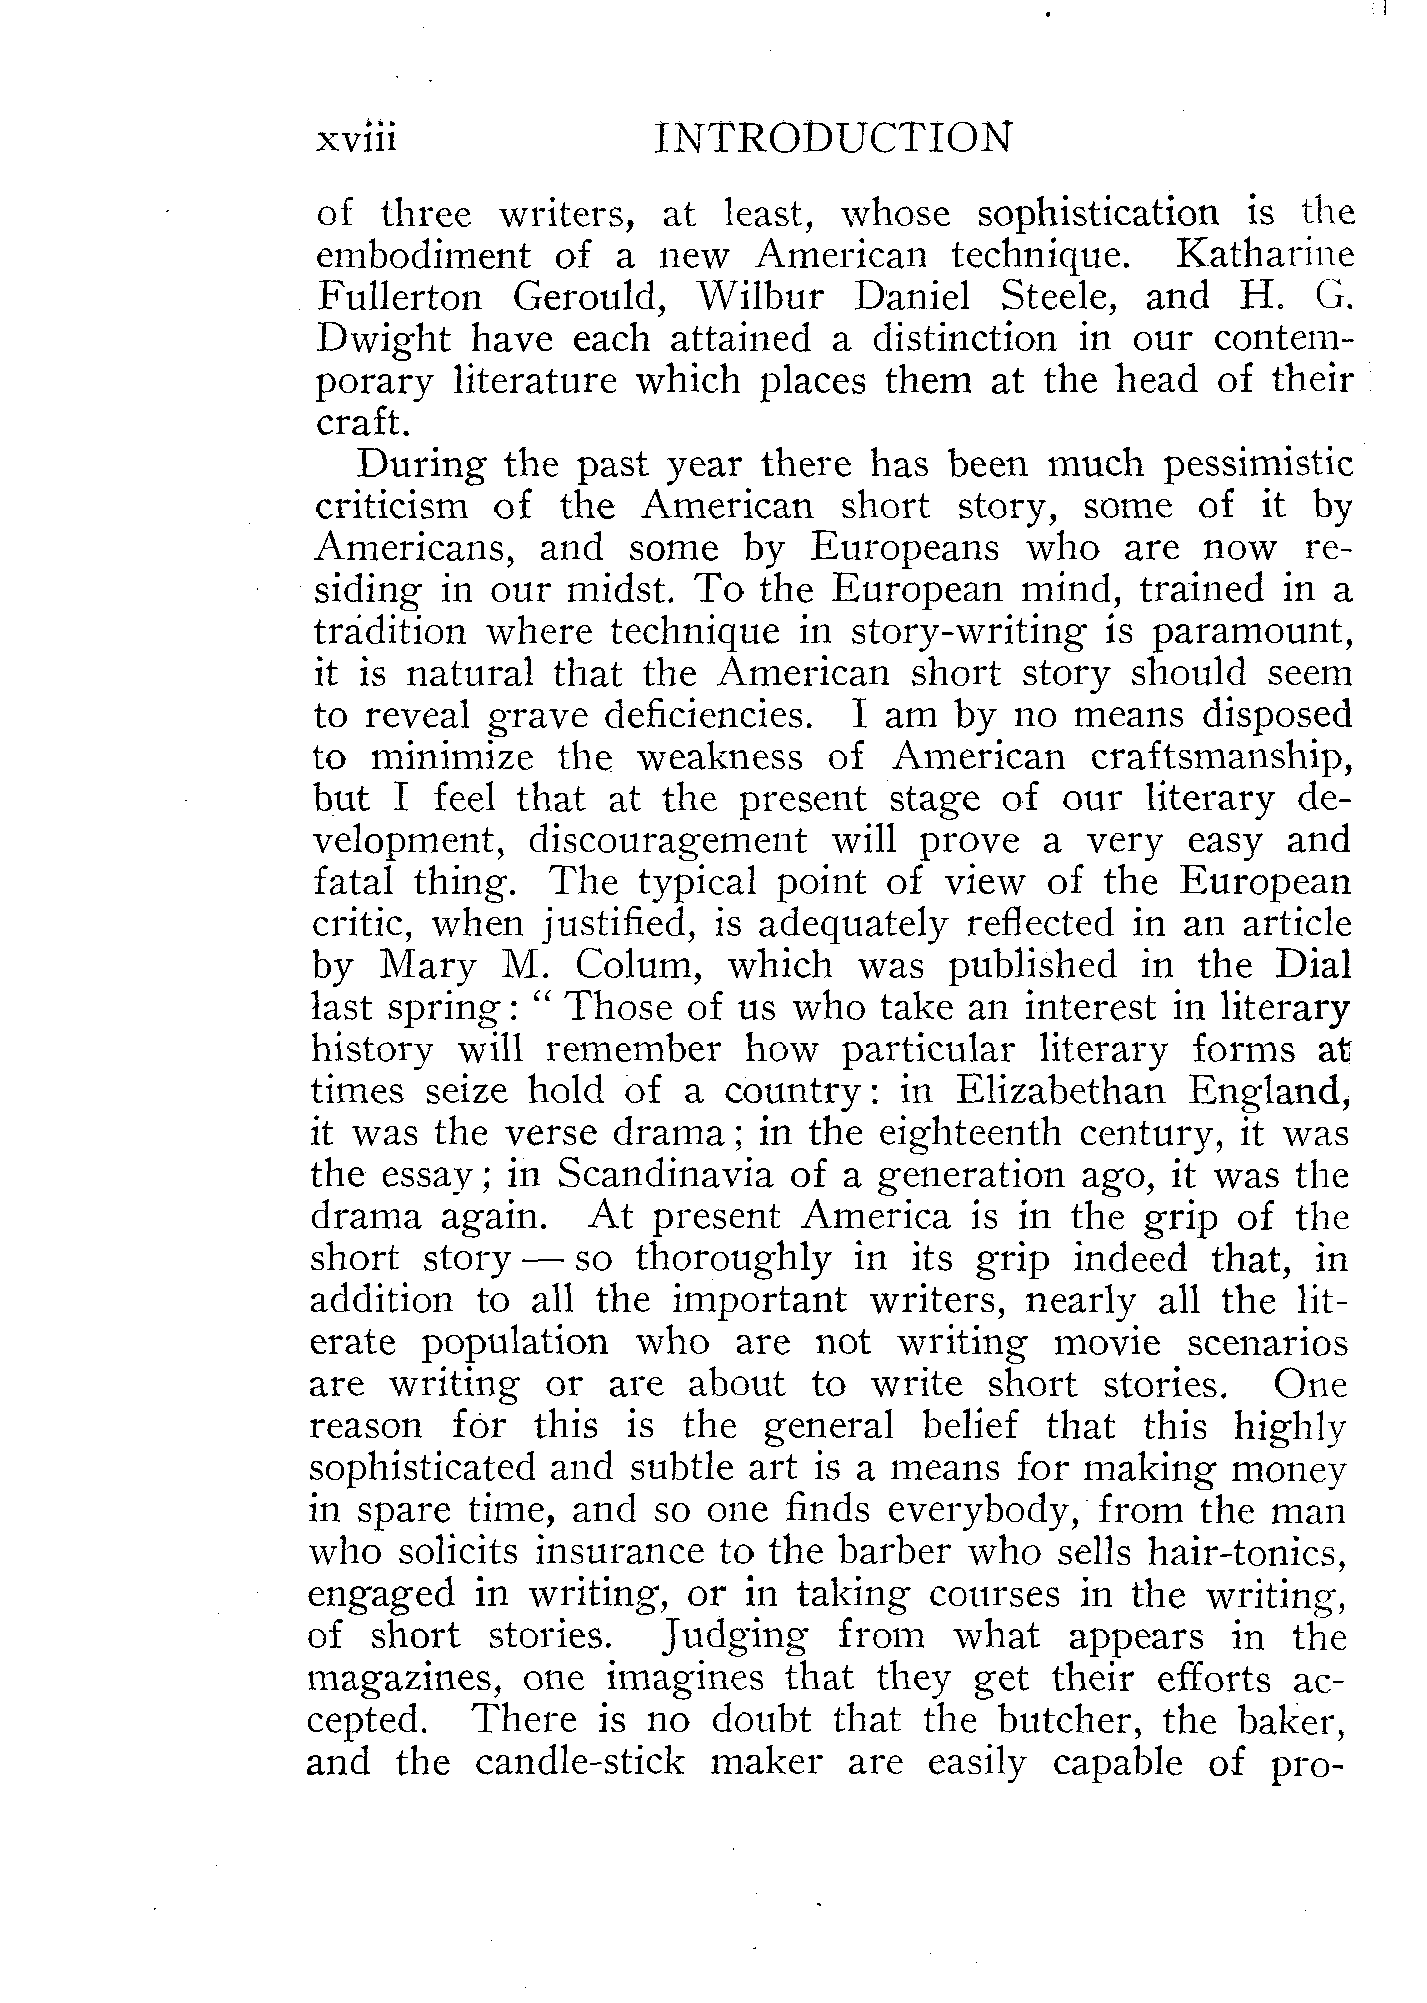 xviii INTRODUCTION
of three writers, at least, whose sophistication is the
embodiment of a new American technique. Katharine
Fullerton Gerould, Wilbur Daniel Steele, and H. G.
Dwight have each attained a distinction in our contem-
porary literature which places them at the head of their
craft.
During the past year there has been much pessimistic
criticism of the American short story, some of it by
Americans, and some by Europeans who are now re-
siding in our midst. To the European mind, trained in a
tradition where technique in story-writing is paramount,
it is natural that the American short story should seem
to reveal grave deficiencies. I am by no means disposed
to minimize the weakness of American craftsmanship,
but I feel that at the present stage of our literary de-
velopment, discouragement will prove a very easy and
fatal thing. The typical point of view of the European
critic, when justified, is adequately reflected in an article
by Mary M. Colum, which was published in the Dial
last spring: " Those of us who take an interest in literary
history will remember how particular literary forms at
times seize hold of a country: in Elizabethan England,
it was the verse drama; in the eighteenth century, it was
the essay; in Scandinavia of a generation ago, it was the
drama again. At present America is in the grip of the
short story — so thoroughly in its grip indeed that, in
addition to all the important writers, nearly all the lit-
erate population who are not writing movie scenarios
are writing or are about to write short stories. One
reason for this is the general belief that this highly
sophisticated and subtle art is a means for making money
in spare time, and so one finds everybody, from the man
who solicits insurance to the barber who sells hair-tonics,
engaged in writing, or in taking courses in the writing,
of short stories. Judging from what appears in the
magazines, one imagines that they get their efforts ac-
cepted. There is no doubt that the butcher, the baker,
and the candle-stick maker are easily capable of pro-